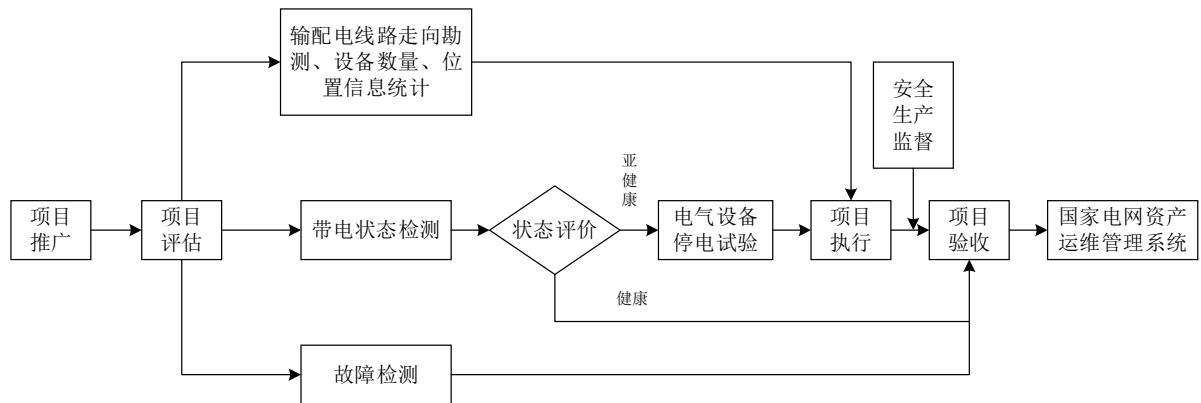 输配电线路走向勘
测、设备数量、位
置信息统计
安全
生产
监督
亚
健
康
项目
推广
项目
评估
带电状态检测
状态评价
电气设备
停电试验
项目
执行
项目
验收
国家电网资产
运维管理系统
健康
故障检测